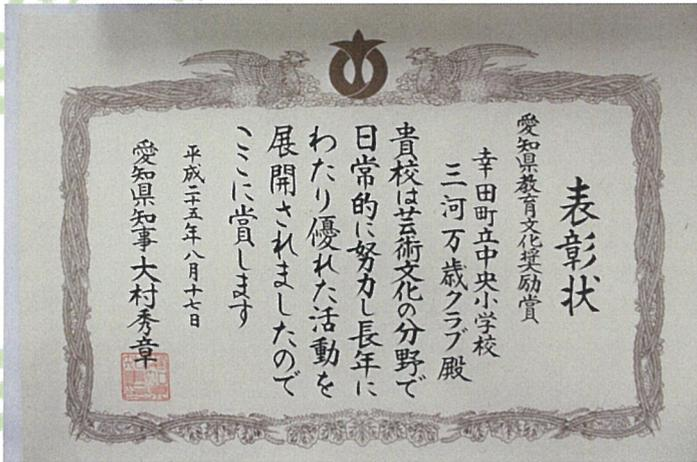 表彰状
愛知県教育文化奨励賞
幸田町立中央小学校
三河万歳クラブ殿
貴校は芸術文化の分野で
日常的に努力し長年に
わたり優れた活動を
展開されましたので
ここに賞します
平成二十五年八月十七日
愛知県知事大村秀章